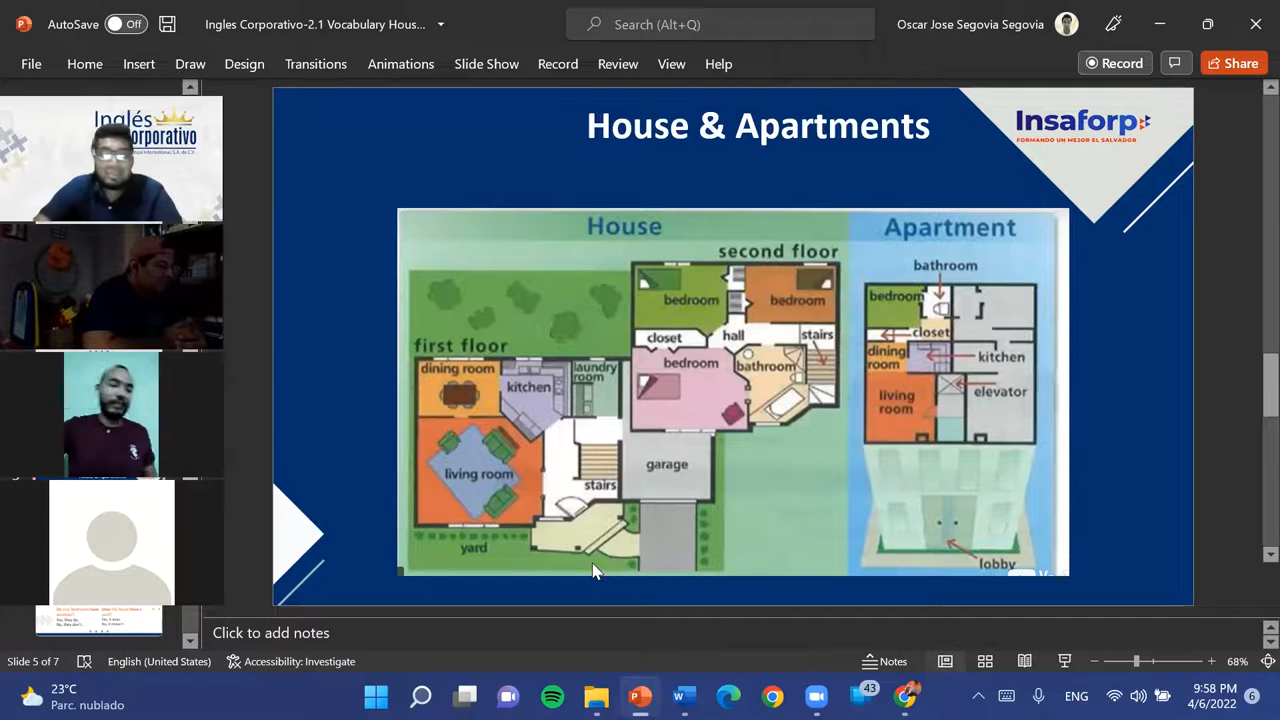 AutoSave Off Ingles Corporativo-2.1 Vocabulary Hous... Search (Alt+Q) Oscar Jose Segovia Segovia
File Home Insert Draw Design Transitions Animations Slide Show Record Review View Help Record Share
Inglés
Corporativo
House & Apartments
Insaforp
FORMANDO UN MEJOR EL SALVADOR
House
Apartment
second floor
bathroom
bedroom
bedroom
bedroom
closet
hall
stairs
closet
first floor
dining room
kitchen
laundry
room
bedroom
bathroom
dining
room
kitchen
elevator
living
room
living room
garage
stairs
yard
lobby
Click to add notes
Slide 5 of 7 English (United States) Accessibility: Investigate Notes 68%
23°C
Parc. nublado
43
ENG
9:58 PM
4/6/2022
6